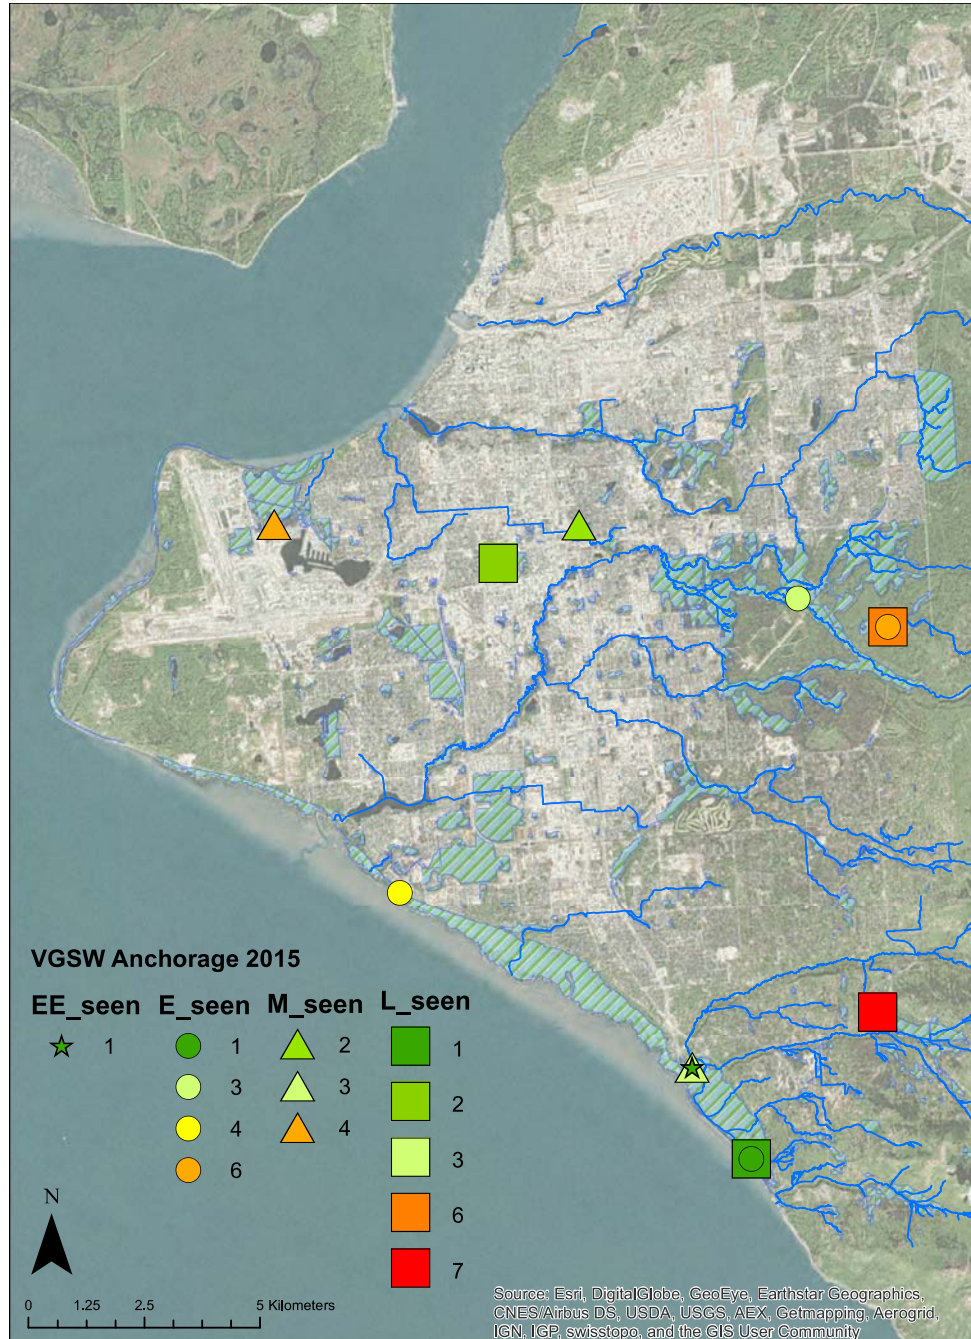 VGSW Anchorage 2015
EE_seen E_seen M_seen L_seen
1 1 2 1
3 3 2
4 4 3
6 6
7
N
0 1.25 2.5 5 Kilometers
Source: Esri, DigitalGlobe, GeoEye, Earthstar Geographics,
CNES/Airbus DS, USDA, USGS, AEX, Getmapping, Aerogrid,
IGN, IGP, swisstopo, and the GIS User Community